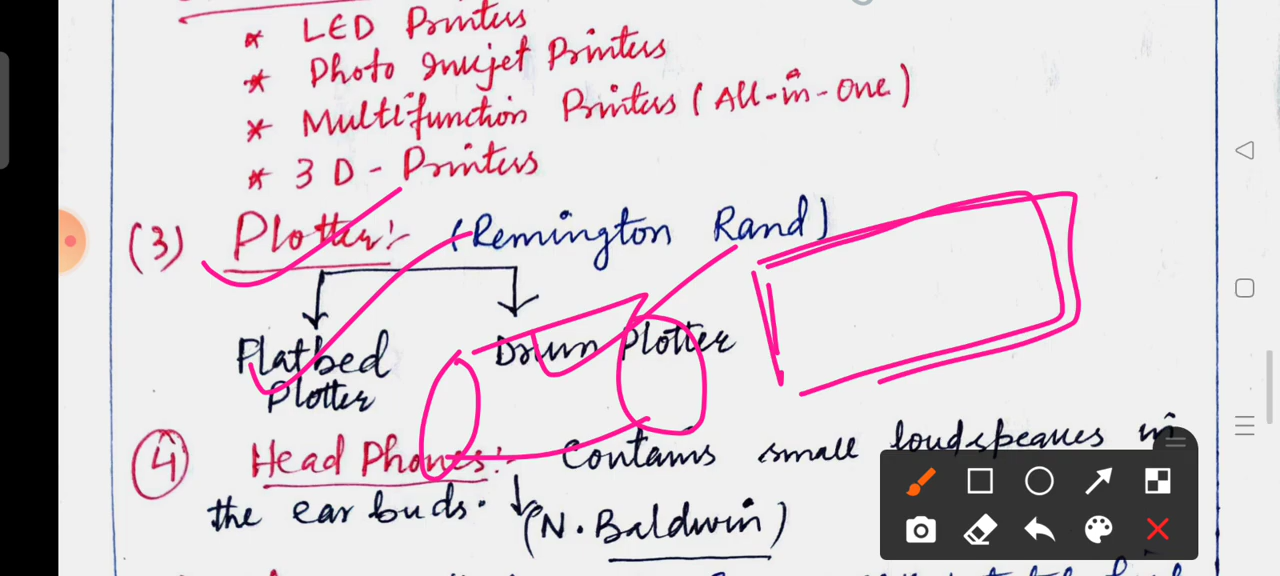 * LED Printers
* Photo Inkjet Printers
* Multifunction Printers (All-in-One)
* 3 D - Printers
(3) Plotter:- (Remington Rand)
Flatbed Plotter
Drum Plotter
(4) Head Phones:- Contains small loudspeakers in
the ear buds. (N. Baldwin)